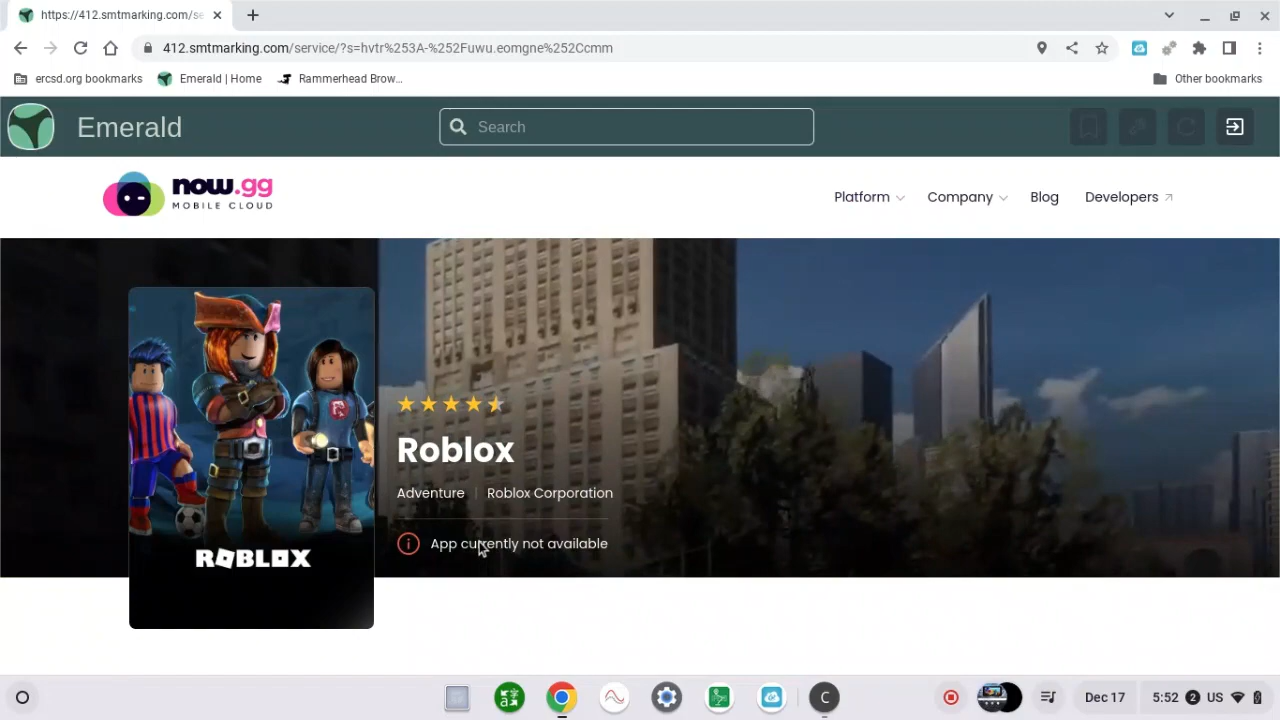 https://412.smtmarking.com/se
412.smtmarking.com/service/?s=hvtr%253A-%252Fuwu.eomgne%252Ccmm
ercsd.org bookmarks
Emerald | Home
Rammerhead Brow...
Other bookmarks
Emerald
Search
now.gg
MOBILE CLOUD
Platform
Company
Blog
Developers
Roblox
Adventure | Roblox Corporation
App currently not available
ROBLOX
C
Dec 17
5:52
2
US